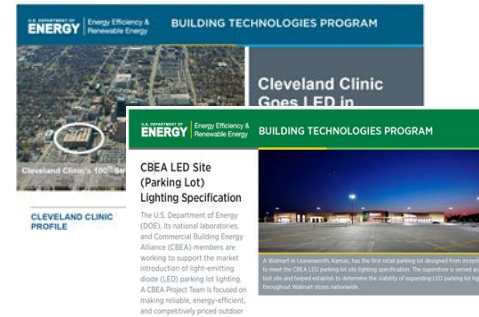 U.S. DEPARTMENT OF
ENERGY
Energy Efficiency &
Renewable Energy
BUILDING TECHNOLOGIES PROGRAM
Cleveland Clinic
Goes LED in
Cleveland Clinic's 100th
CLEVELAND CLINIC
PROFILE
U.S. DEPARTMENT OF
ENERGY
Energy Efficiency &
Renewable Energy
BUILDING TECHNOLOGIES PROGRAM
CBEA LED Site
(Parking Lot)
Lighting Specification
The U.S. Department of Energy
(DOE), its national laboratories,
and Commercial Building Energy
Alliance (CBEA) members are
working to support the market
introduction of light-emitting
diode (LED) parking lot lighting.
A CBEA Project Team is focused on
making reliable, energy-efficient,
and competitively priced outdoor
A Walmart in Leavenworth, Kansas, has the first retail parking lot designed from
to meet the CBEA LED parking lot site lighting specification. The superstore is served as
test site and helped establish to determine the viability of expanding LED parking lot
throughout Walmart stores nationwide.